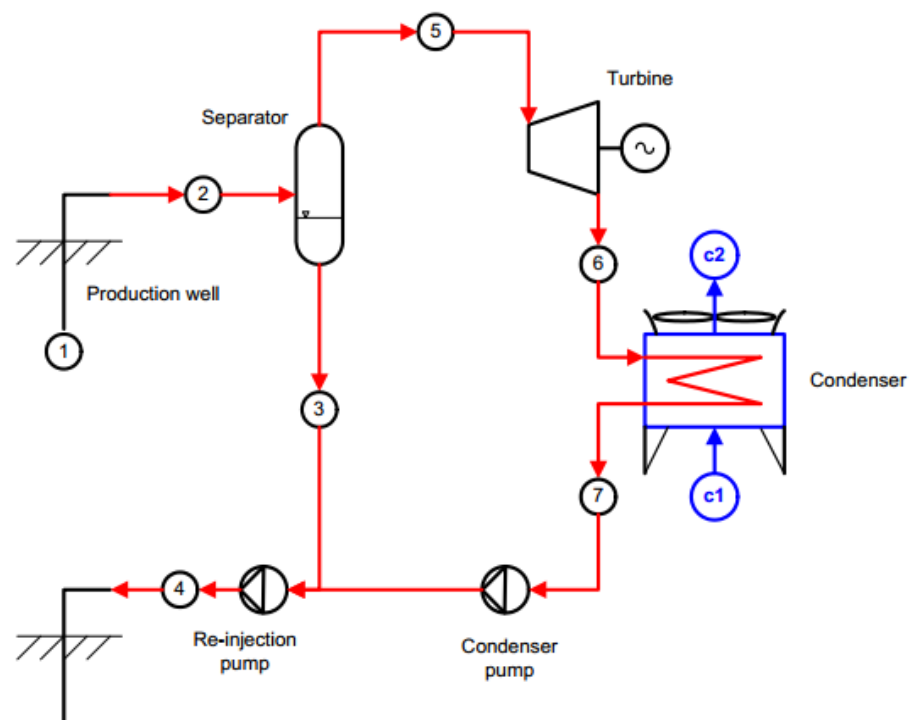 5
Turbine
Separator
2
6
c2
Production well
1
Condenser
3
7
c1
4
Re-injection
pump
Condenser
pump